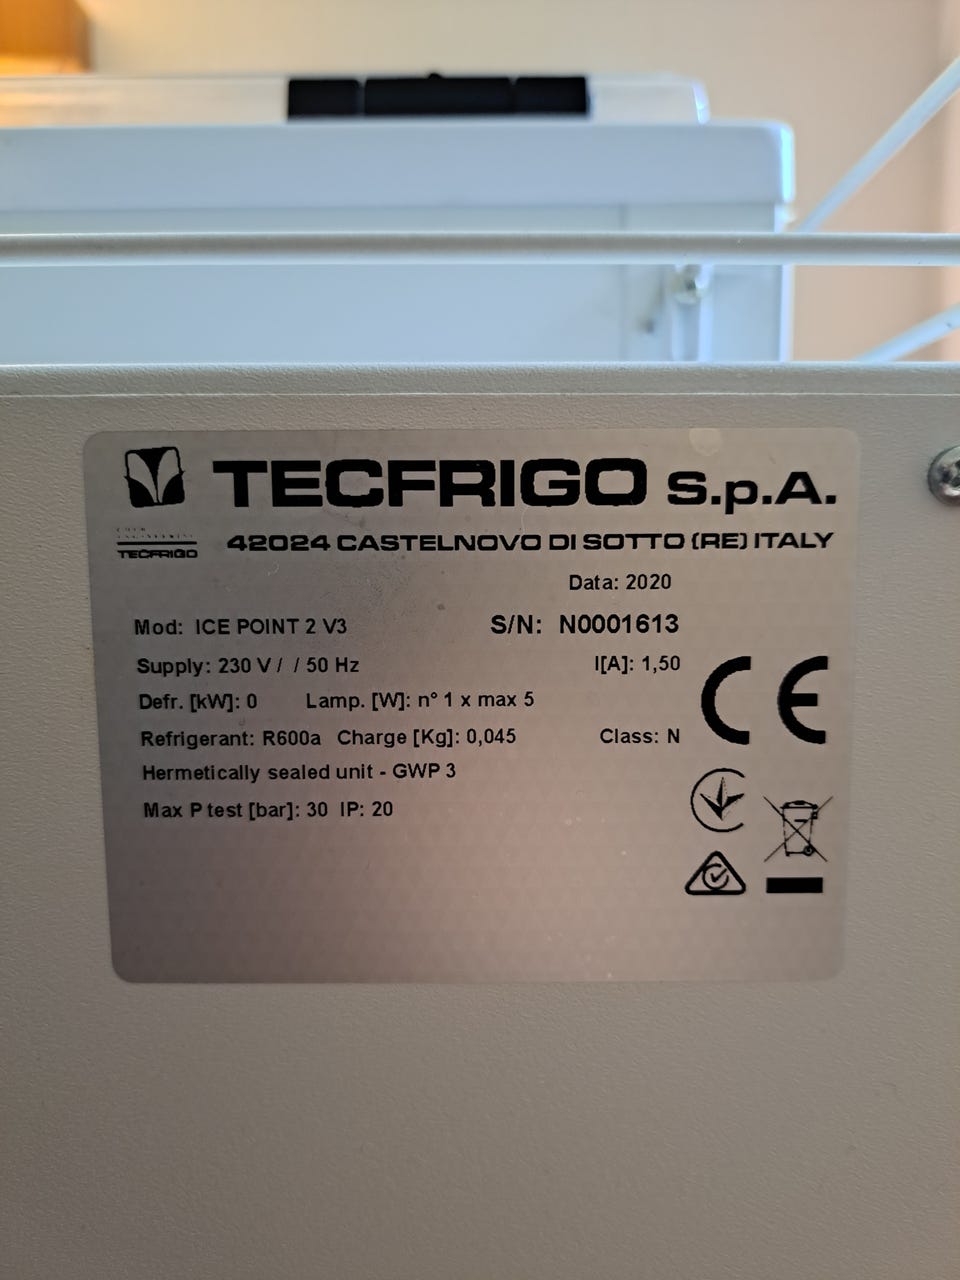 TECFRIGO S.p.A.
TECFRIGO
42024 CASTELNOVO DI SOTTO (RE) ITALY
Data: 2020
Mod: ICE POINT 2 V3 S/N: N0001613
Supply: 230 V / / 50 Hz I[A]: 1,50
Defr. [kW]: 0 Lamp. [W]: n° 1 x max 5
Refrigerant: R600a Charge [Kg]: 0,045 Class: N
Hermetically sealed unit - GWP 3
Max P test [bar]: 30 IP: 20
CE